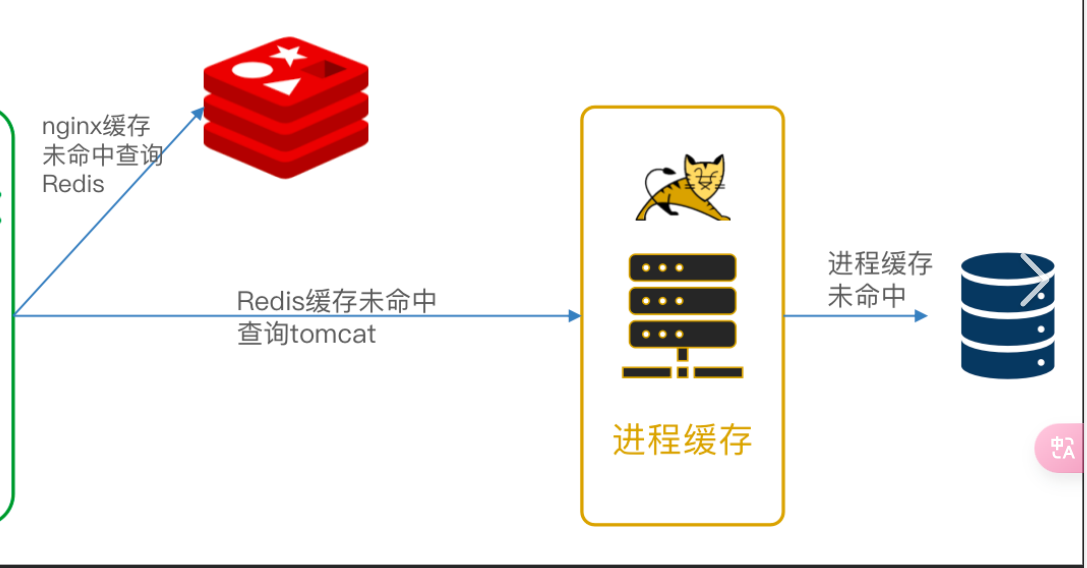 nginx缓存
未命中查询
Redis
Redis缓存未命中
查询tomcat
进程缓存
未命中
进程缓存
中
A